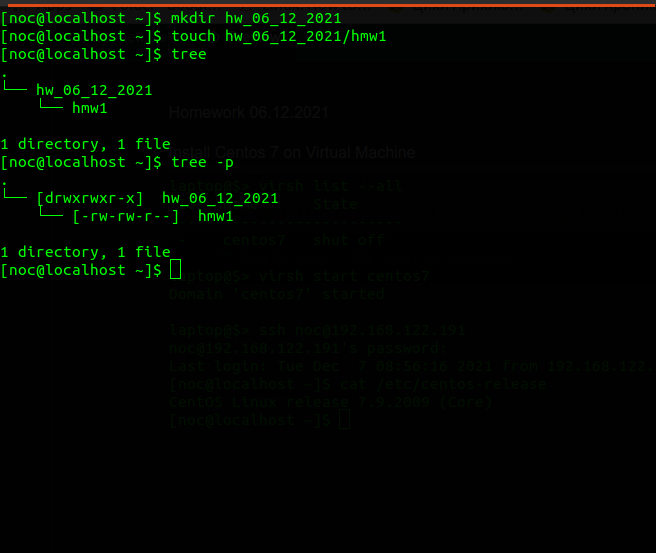 [noc@localhost ~]$ mkdir hw_06_12_2021
[noc@localhost ~]$ touch hw_06_12_2021/hmw1
[noc@localhost ~]$ tree
.
└── hw_06_12_2021
    └── hmw1
1 directory, 1 file
[noc@localhost ~]$ tree -p
.
└── [drwxrwxr-x]  hw_06_12_2021
    └── [-rw-rw-r--]  hmw1
1 directory, 1 file
[noc@localhost ~]$
Homework 06.12.2021
Install Centos 7 on Virtual Machine
virsh list --all
State
centos7   shut off
laptop@$> virsh start centos7
Domain 'centos7' started
laptop@$> ssh noc@192.168.122.191
noc@192.168.122.191's password:
Last login: Tue Dec  7 08:56:16 2021 from 192.168.122.
[noc@localhost ~]$ cat /etc/centos-release
CentOS Linux release 7.9.2009 (Core)
[noc@localhost ~]$